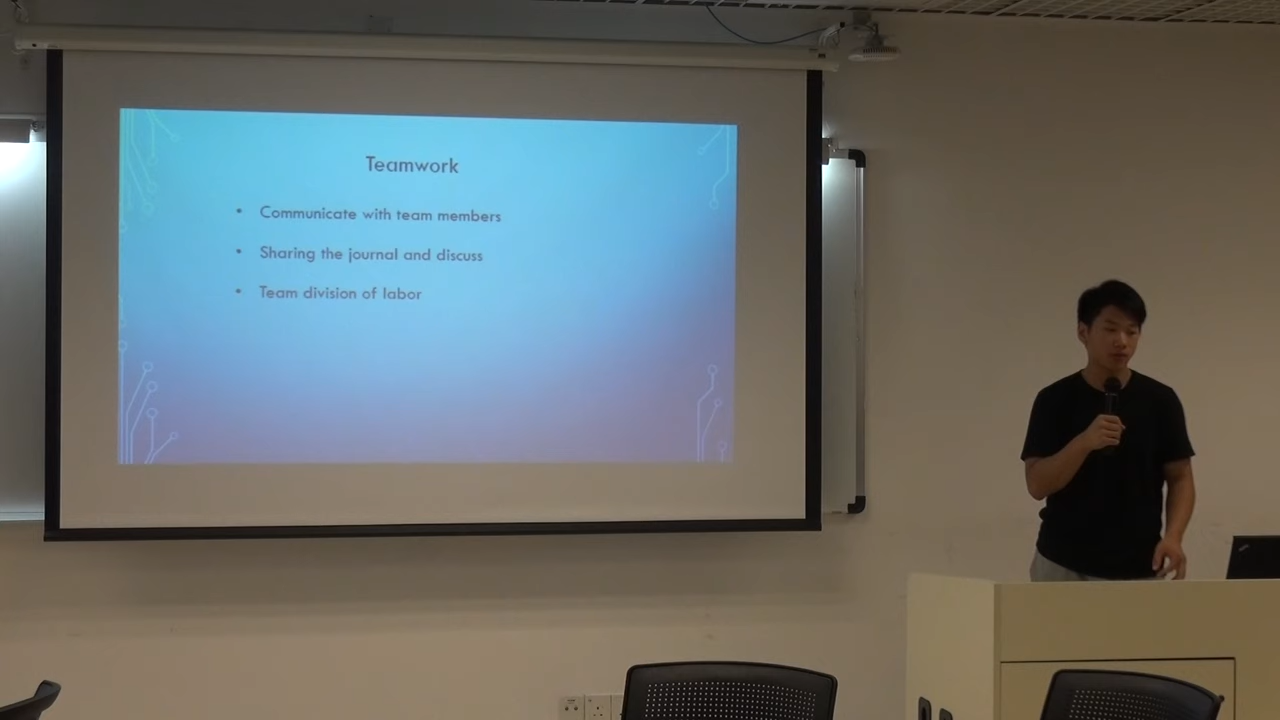 Teamwork
• Communicate with team members
• Sharing the journal and discuss
• Team division of labor